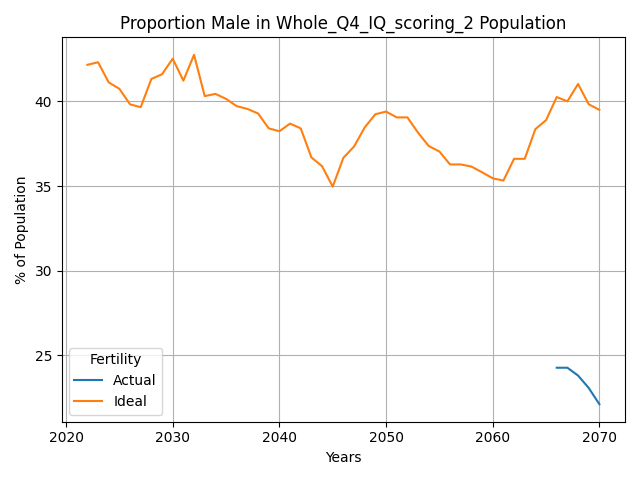 Proportion Male in Whole_Q4_IQ_scoring_2 Population
% of Population
40
35
30
25
Fertility
Actual
Ideal
2020 2030 2040 2050 2060 2070
Years